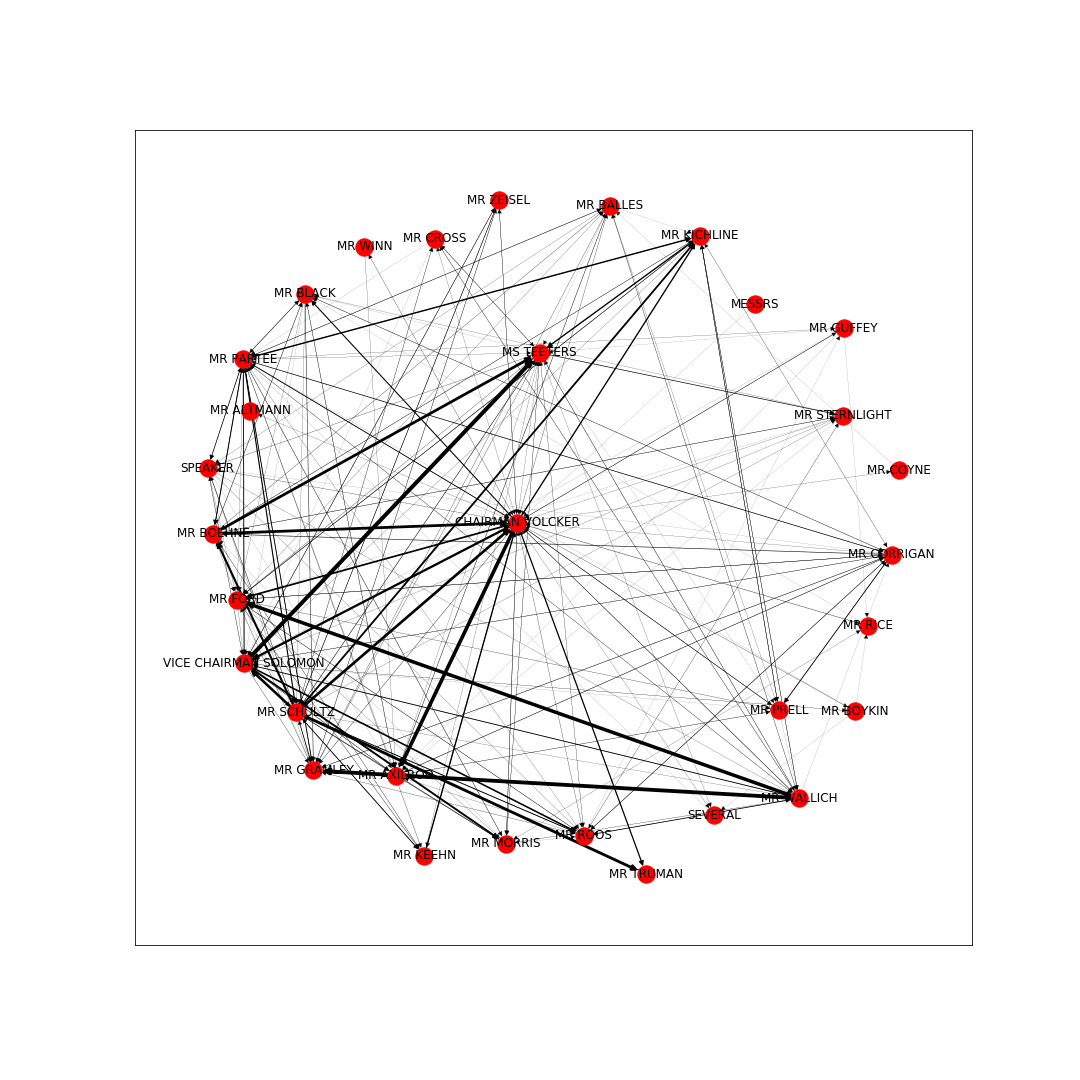 MR ZEISEL
MR BALLES
MR KICHLINE
MR CROSS
MR WINN
MR BLACK
MESSRS
MR GUFFEY
MS TEETERS
MR PARTEE
MR ALTMANN
MR STERNLIGHT
SPEAKER
MR COYNE
CHAIRMAN VOLCKER
MR BOEHNE
MR CORRIGAN
MR FORD
MR RICE
VICE CHAIRMAN SOLOMON
MR SCHULTZ
MR PRELL
MR BOYKIN
MR GRAMLEY
MR AXILROD
MR WALLICH
SEVERAL
MR ROOS
MR MORRIS
MR KEEHN
MR TRUMAN